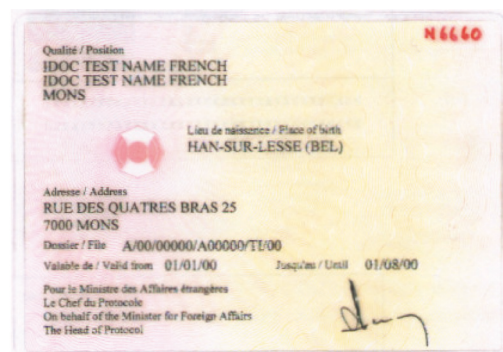 N6660
Qualité / Position
IDOC TEST NAME FRENCH
IDOC TEST NAME FRENCH
MONS
Lieu de naissance / Place of birth
HAN-SUR-LESSE (BEL)
Adresse / Address
RUE DES QUATRES BRAS 25
7000 MONS
Dossier / File A/00/00000/A00000/TI/00
Valable de / Valid from 01/01/00 Jusqu'au / Until 01/08/00
Pour le Ministre des Affaires étrangères
Le Chef du Protocole
On behalf of the Minister for Foreign Affairs
The Head of Protocol